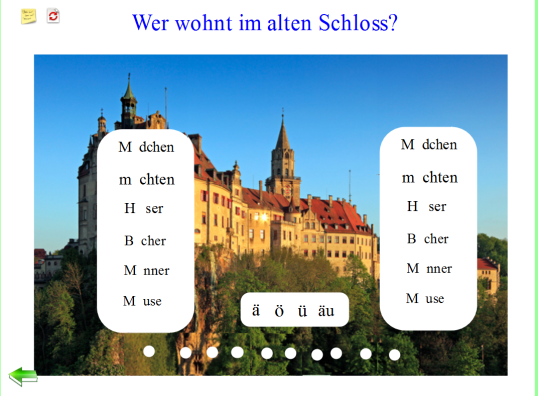 Wer wohnt im alten Schloss?
M dchen
m chten
H ser
B cher
M nner
M use
ä ö ü äu
M dchen
m chten
H ser
B cher
M nner
M use